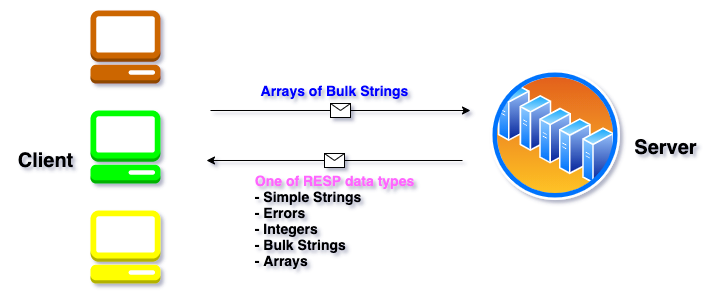 Arrays of Bulk Strings
Client
Server
One of RESP data types
- Simple Strings
- Errors
- Integers
- Bulk Strings
- Arrays